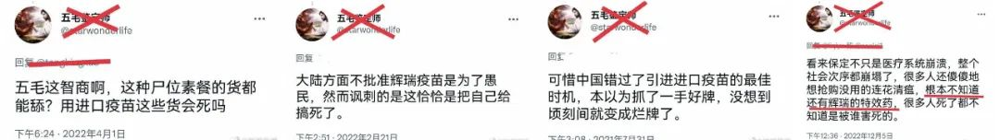 五毛鉴定师
@starwonderlife
回复
五毛这智商啊，这种尸位素餐的货都
能舔？用进口疫苗这些货会死吗
下午6:24 · 2022年4月1日
五毛鉴定师
@starwonderlife
回复
大陆方面不批准辉瑞疫苗是为了愚
民，然而讽刺的是这恰恰是把自己给
搞死了。
下午2:51 · 2022年2月21日
五毛鉴定师
@starwonderlife
回
可惜中国错过了引进进口疫苗的最佳
时机，本以为抓了一手好牌，没想到
顷刻间就变成烂牌了。
下午3:08 ·
五毛鉴定师
@starwonderlife
回复
看来保定不只是医疗系统崩溃，整个
社会次序都崩塌了，很多人还傻傻地
想抢购没用的连花清瘟，根本不知道
还有辉瑞的特效药，很多人死了都不
知道是被谁害死的。
下午12:36 · 2022年12月6日